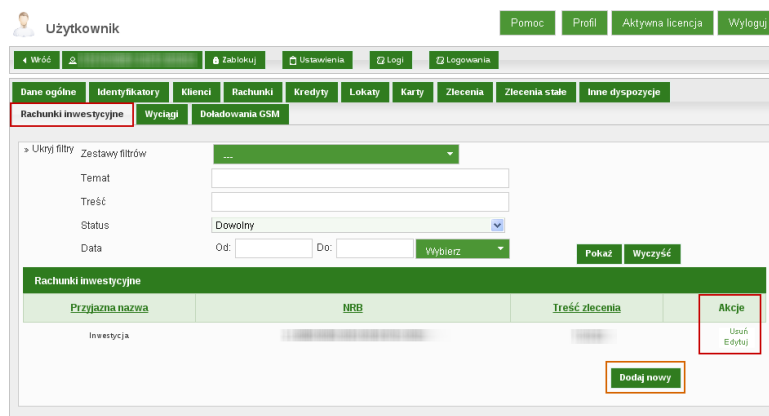 Użytkownik
Pomoc Profil Aktywna licencja Wyloguj
Wróć Zablokuj Ustawienia Logi Logowania
Dane ogólne Identyfikatory Klienci Rachunki Kredyty Lokaty Karty Zlecenia Zlecenia stałe Inne dyspozycje
Rachunki inwestycyjne Wyciągi Doładowania GSM
» Ukryj filtry Zestawy filtrów ---
Temat
Treść
Status Dowolny
Data Od: Do: Wybierz Pokaż Wyczyść
Rachunki inwestycyjne
Przyjazna nazwa NRB Treść zlecenia Akcje
Inwestycja Usuń
Edytuj
Dodaj nowy